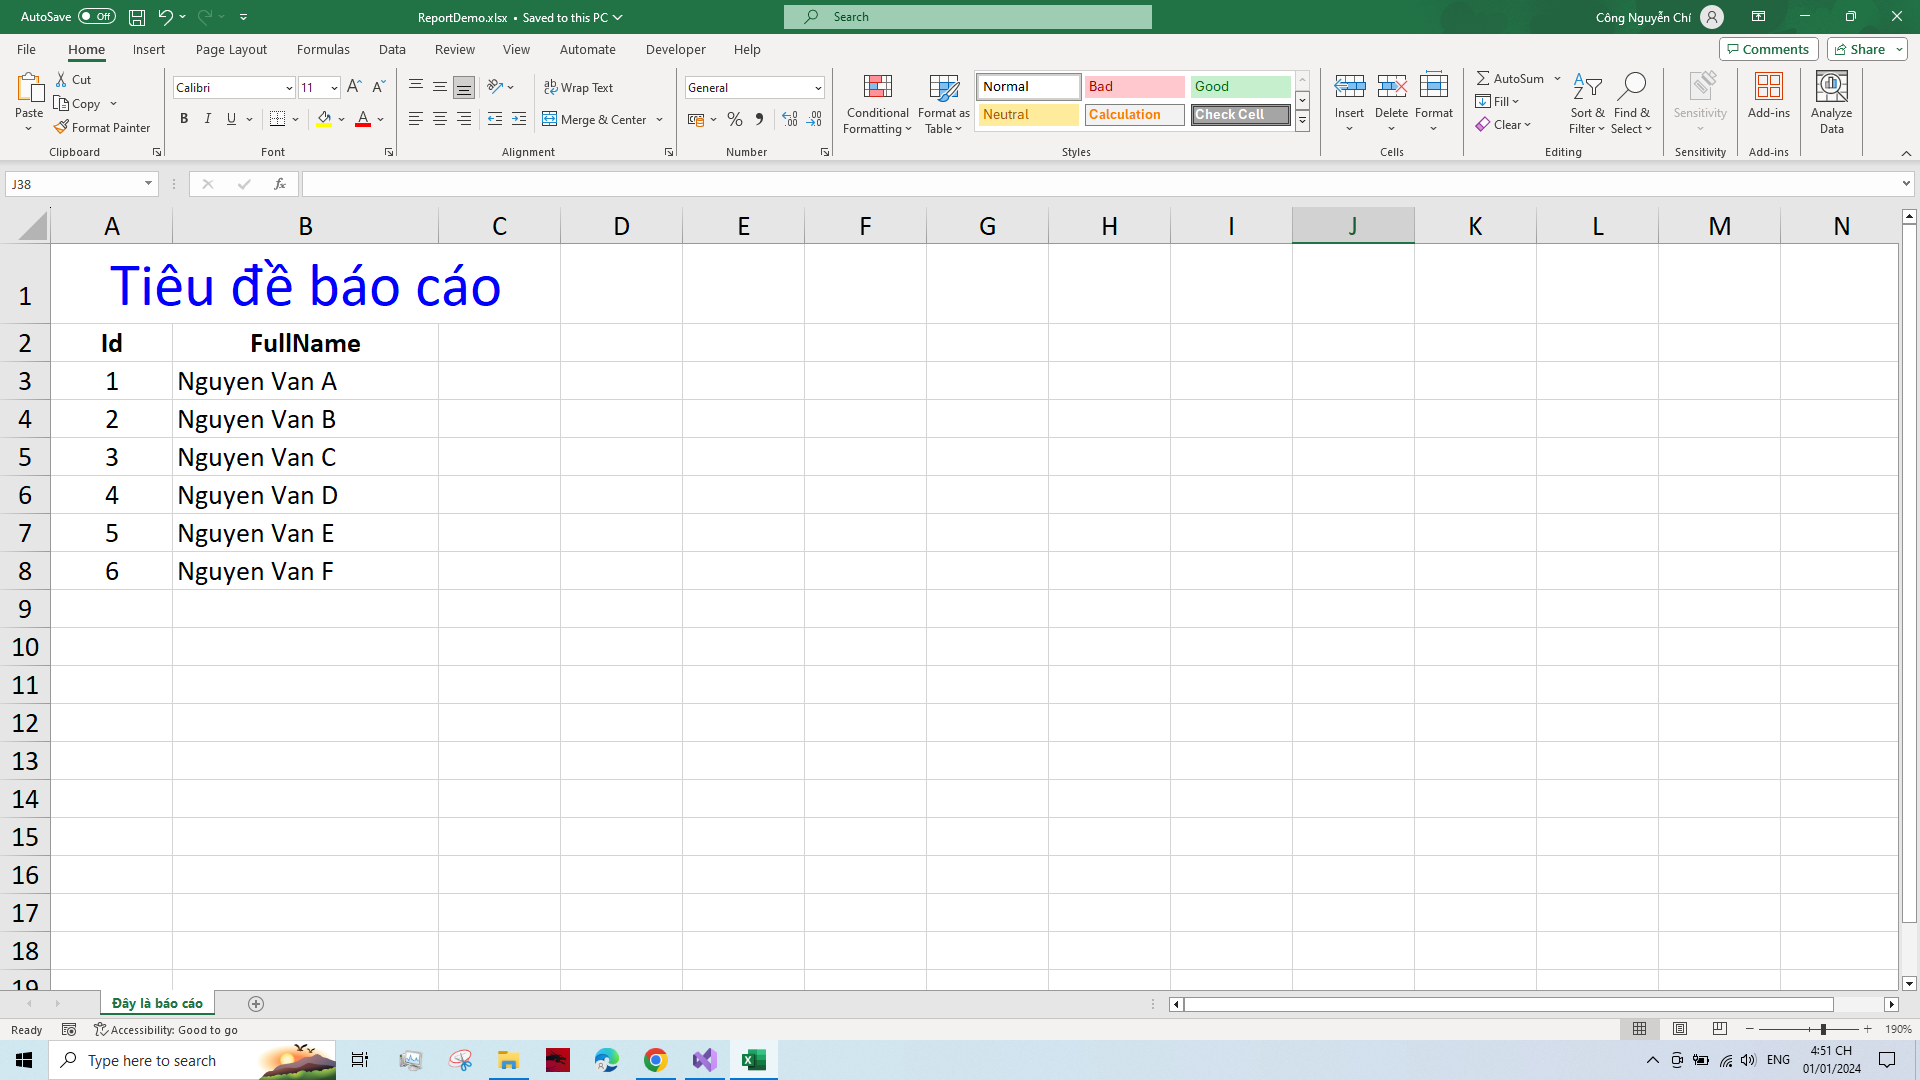 AutoSave Off ReportDemo.xlsx • Saved to this PC Search Công Nguyễn Chí
File Home Insert Page Layout Formulas Data Review View Automate Developer Help Comments Share
Paste Cut Copy Format Painter Clipboard
Calibri 11 B I U A Font
Wrap Text Merge & Center Alignment
General % Number
Conditional Formatting Format as Table Normal Bad Good Neutral Calculation Check Cell Styles
Insert Delete Format Cells
AutoSum Fill Clear Sort & Filter Find & Select Editing
Sensitivity Sensitivity
Add-ins Add-ins
Analyze Data
J38 fx
A B C D E F G H I J K L M N
1 Tiêu đề báo cáo
2 Id FullName
3 1 Nguyen Van A
4 2 Nguyen Van B
5 3 Nguyen Van C
6 4 Nguyen Van D
7 5 Nguyen Van E
8 6 Nguyen Van F
9
10
11
12
13
14
15
16
17
18
19
Đây là báo cáo
Ready Accessibility: Good to go 190%
Type here to search ENG 4:51 CH
01/01/2024